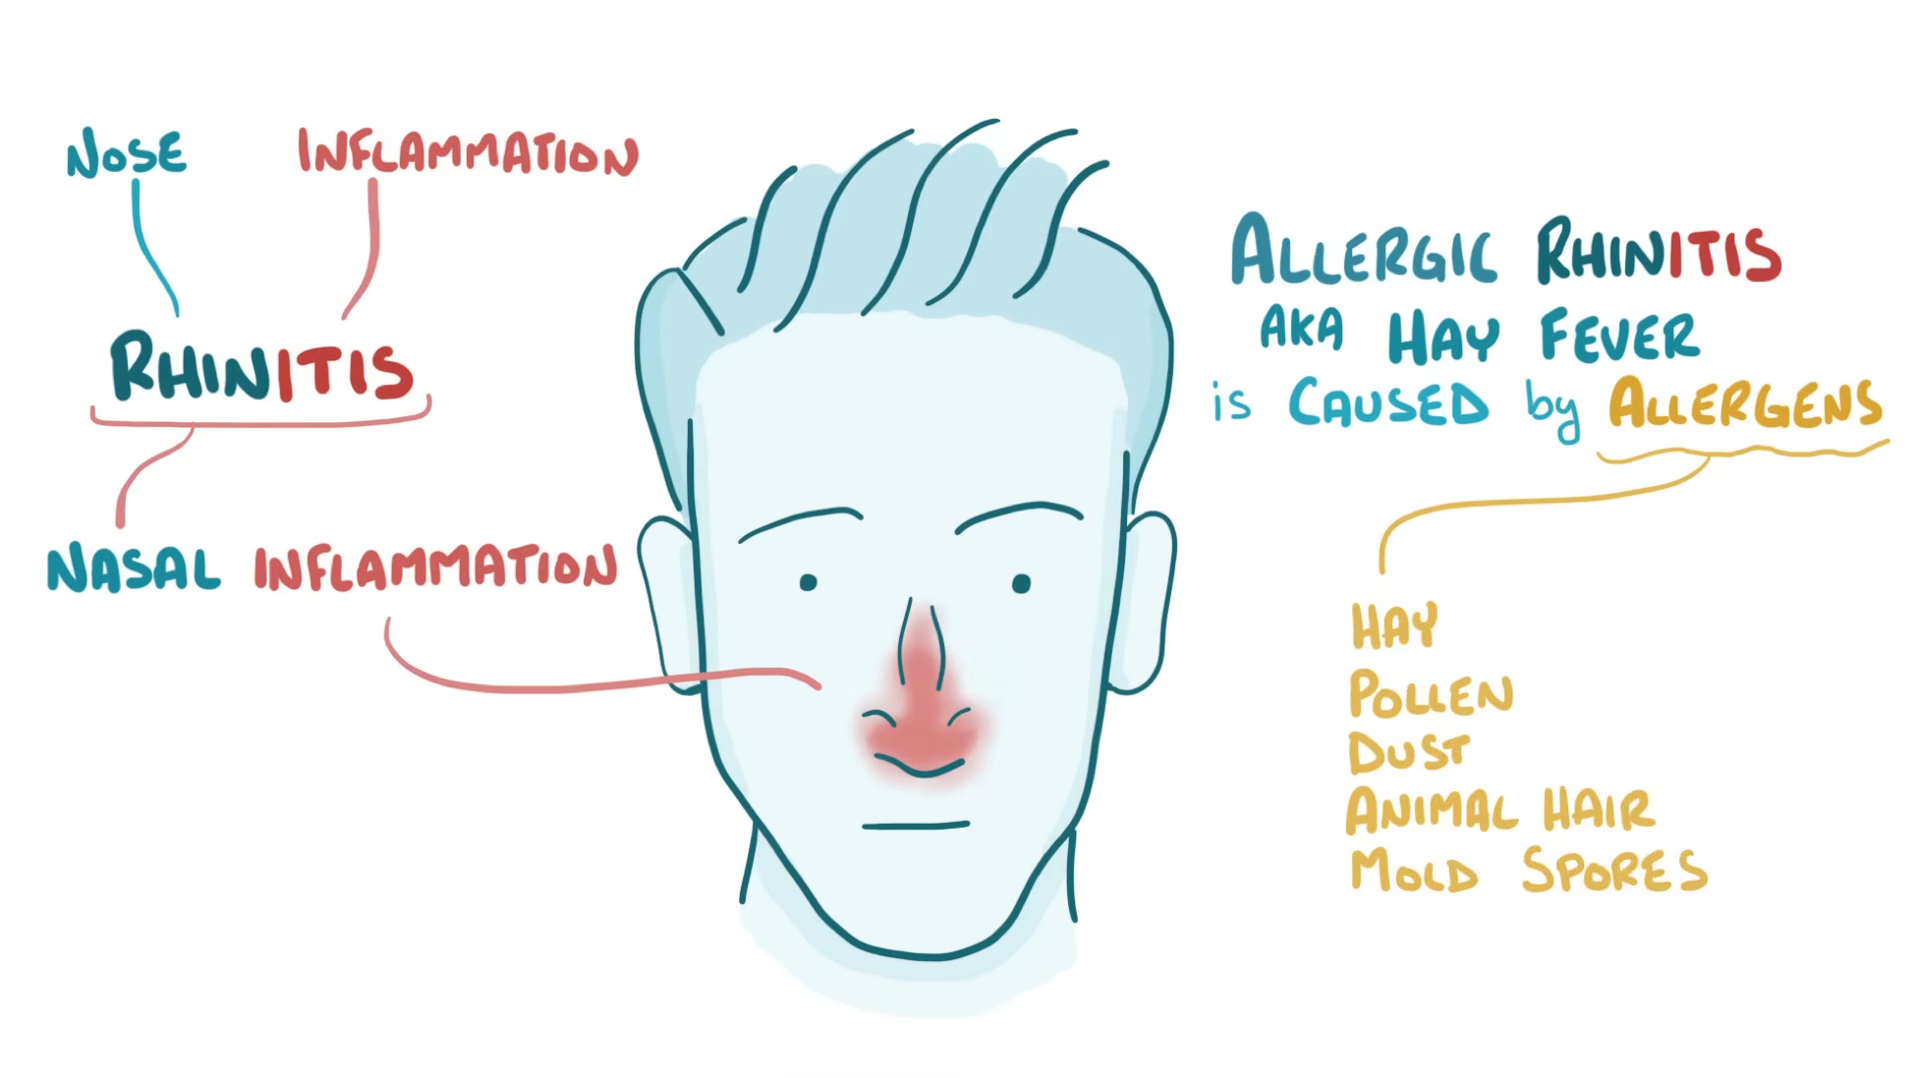 NOSE
INFLAMMATION
RHINITIS
NASAL INFLAMMATION
ALLERGIC RHINITIS
AKA HAY FEVER
is CAUSED by ALLERGENS
HAY
POLLEN
DUST
ANIMAL HAIR
MOLD SPORES